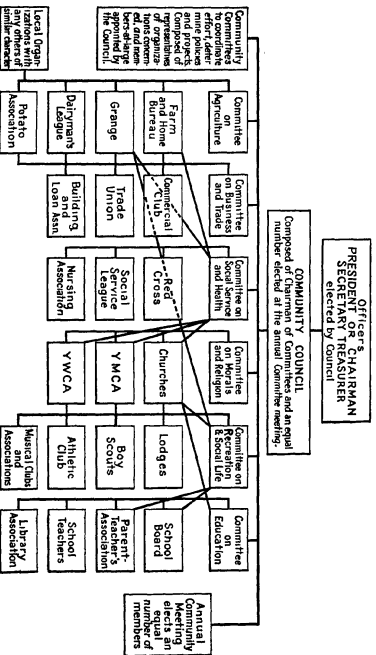 Officers
PRESIDENT OR CHAIRMAN
SECRETARY TREASURER
elected by Council
COMMUNITY COUNCIL
Composed of Chairman of Committees and an equal
number elected at the annual Committee meeting.
Annual
Community
Meeting
elects an
equal
number of
members
Community
Committees
to coordinate
effort, deter
mine policies
and projects.
Composed of
representatives
of organiza-
tions concern-
ed, and mem-
bers-at-large
appointed by
the Council.
Local Organ-
izations with
any others of
similar character
Committee
on
Agriculture
Farm
and Home
Bureau
Grange
Dairyman's
League
Potato
Association
Committee
on Business
and Trade
Commercial
Club
Trade
Union
Building
and
Loan Assn.
Committee on
Social Service
and Health
Red
Cross
Social
Service
League
Nursing
Association
Committee
on Morals
and Religion
Churches
YMCA
YWCA
Committee on
Recreation
& Social Life
Lodges
Boy
Scouts
Athletic
Club
Musical Clubs
and
Associations
Committee
on
Education
School
Board
Parent-
Teacher's
Association
School
Teachers
Library
Association